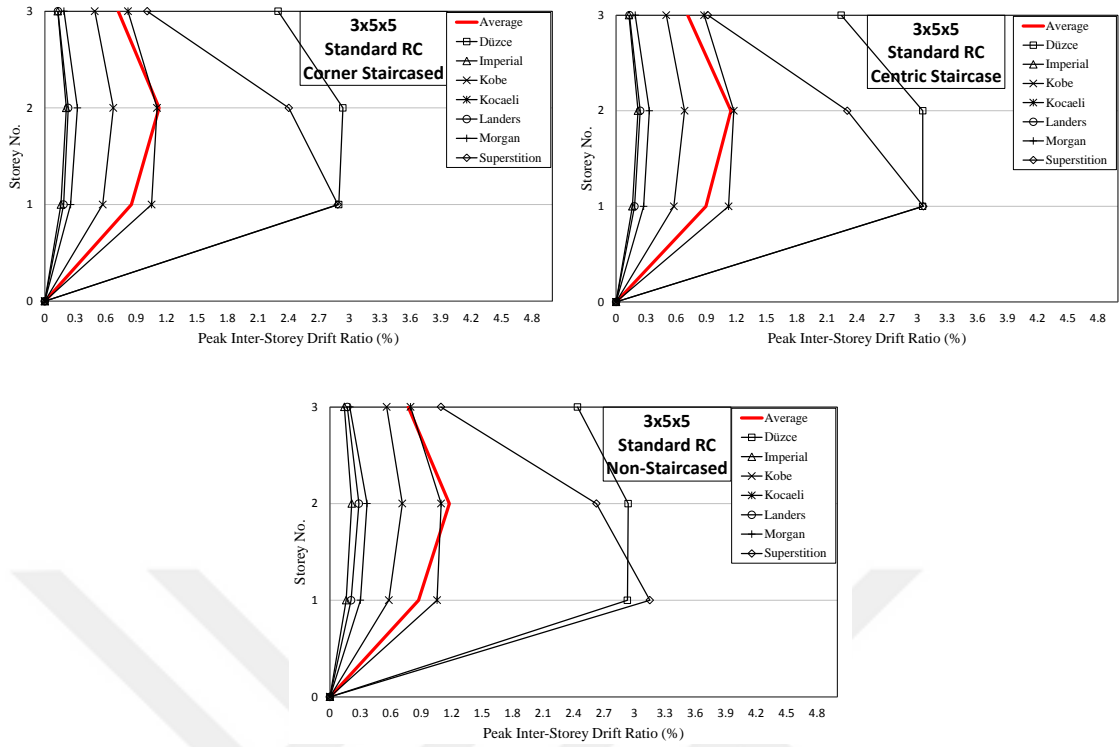 3x5x5
Standard RC
Corner Staircased
Average
Düzce
Imperial
Kobe
Kocaeli
Landers
Morgan
Superstition
Storey No.
3
2
1
0
0 0.3 0.6 0.9 1.2 1.5 1.8 2.1 2.4 2.7 3 3.3 3.6 3.9 4.2 4.5 4.8
Peak Inter-Storey Drift Ratio (%)
3x5x5
Standard RC
Centric Staircase
Average
Düzce
Imperial
Kobe
Kocaeli
Landers
Morgan
Superstition
Storey No.
3
2
1
0
0 0.3 0.6 0.9 1.2 1.5 1.8 2.1 2.4 2.7 3 3.3 3.6 3.9 4.2 4.5 4.8
Peak Inter-Storey Drift Ratio (%)
3x5x5
Standard RC
Non-Staircased
Average
Düzce
Imperial
Kobe
Kocaeli
Landers
Morgan
Superstition
Storey No.
3
2
1
0
0 0.3 0.6 0.9 1.2 1.5 1.8 2.1 2.4 2.7 3 3.3 3.6 3.9 4.2 4.5 4.8
Peak Inter-Storey Drift Ratio (%)